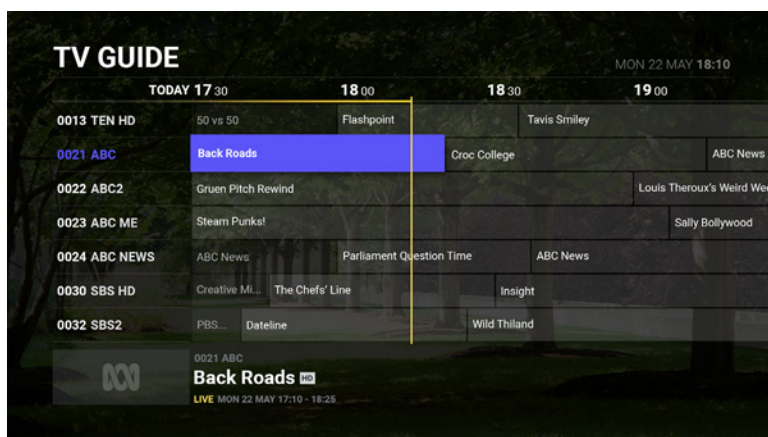 TV GUIDE
MON 22 MAY 18:10
TODAY 17 30 18 00 18 30 19 00
0013 TEN HD 50 vs 50 Flashpoint Tavis Smiley
0021 ABC Back Roads Croc College ABC News
0022 ABC2 Gruen Pitch Rewind Louis Theroux's Weird Wee
0023 ABC ME Steam Punks! Sally Bollywood
0024 ABC NEWS ABC News Parliament Question Time ABC News
0030 SBS HD Creative Mi... The Chefs' Line Insight
0032 SBS2 PBS... Dateline Wild Thiland
0021 ABC
Back Roads HD
LIVE MON 22 MAY 17:10 - 18:25